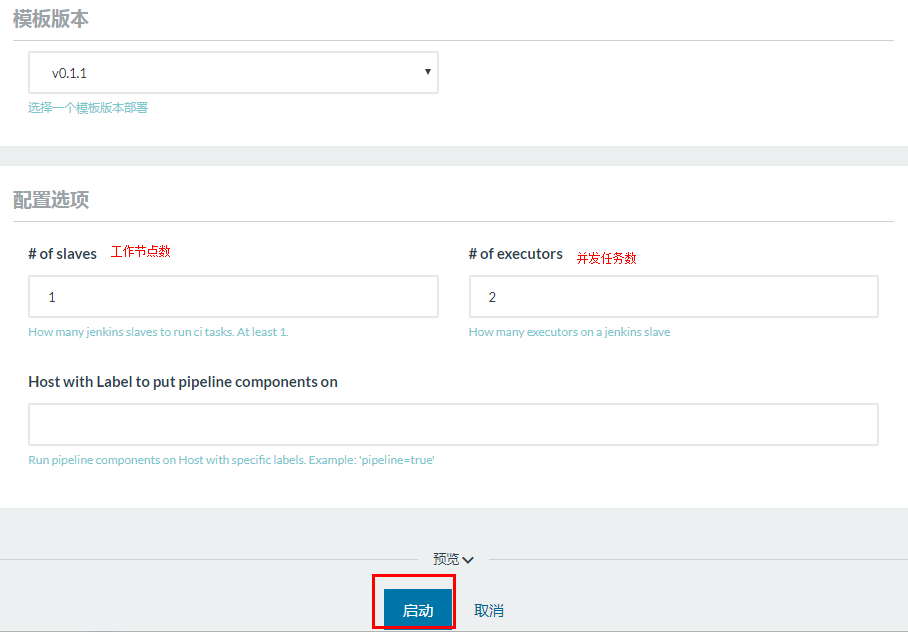 模板版本
v0.1.1
选择一个模板版本部署
配置选项
# of slaves 工作节点数
# of executors 并发任务数
1
2
How many jenkins slaves to run ci tasks. At least 1.
How many executors on a jenkins slave
Host with Label to put pipeline components on
Run pipeline components on Host with specific labels. Example: 'pipeline=true'
预览
启动
取消